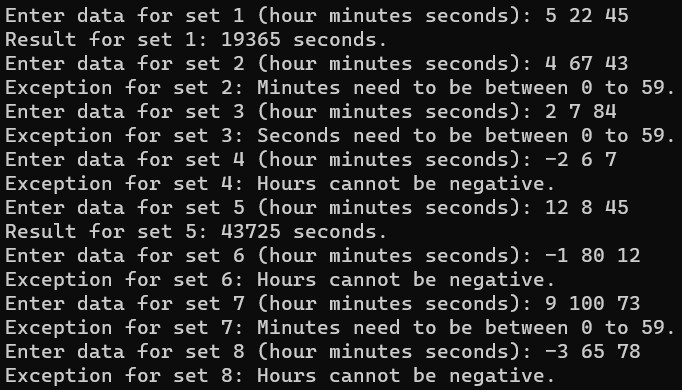 Enter data for set 1 (hour minutes seconds): 5 22 45
Result for set 1: 19365 seconds.
Enter data for set 2 (hour minutes seconds): 4 67 43
Exception for set 2: Minutes need to be between 0 to 59.
Enter data for set 3 (hour minutes seconds): 2 7 84
Exception for set 3: Seconds need to be between 0 to 59.
Enter data for set 4 (hour minutes seconds): -2 6 7
Exception for set 4: Hours cannot be negative.
Enter data for set 5 (hour minutes seconds): 12 8 45
Result for set 5: 43725 seconds.
Enter data for set 6 (hour minutes seconds): -1 80 12
Exception for set 6: Hours cannot be negative.
Enter data for set 7 (hour minutes seconds): 9 100 73
Exception for set 7: Minutes need to be between 0 to 59.
Enter data for set 8 (hour minutes seconds): -3 65 78
Exception for set 8: Hours cannot be negative.